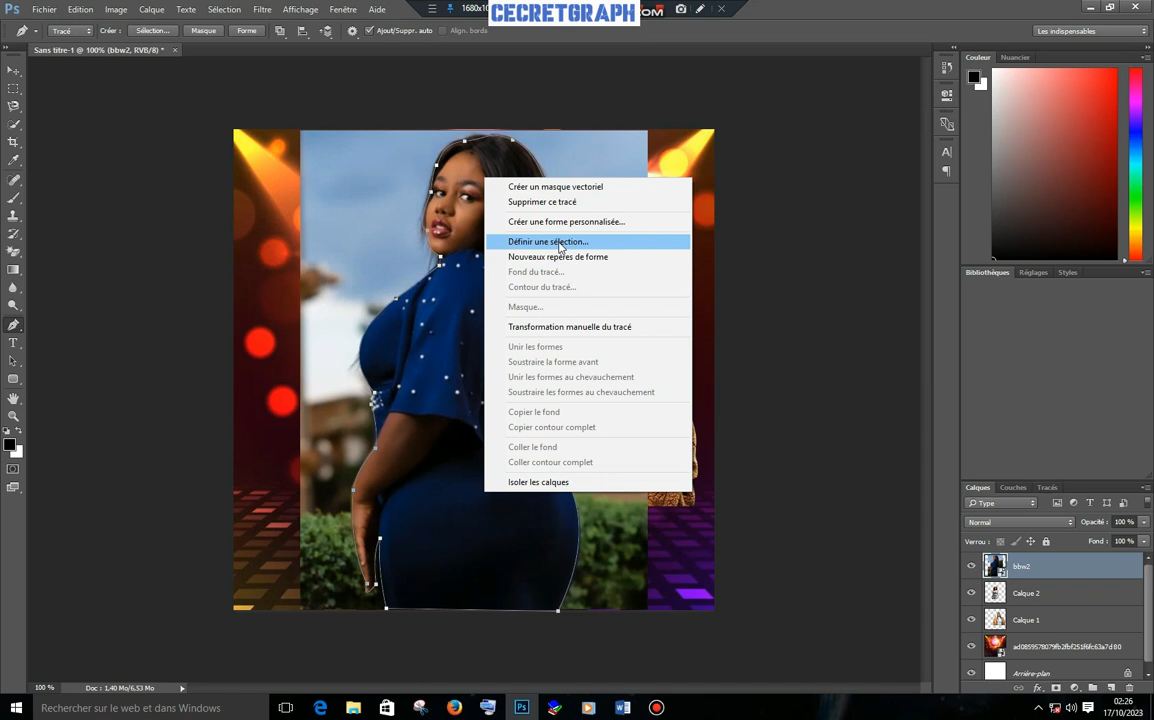 Ps Fichier Edition Image Calque Texte Sélection Filtre Affichage Fenêtre Aide
1680x10
CECRETGRAPH
OM
Tracé Créer : Sélection... Masque Forme Ajout/Suppr. auto Align. bords Les indispensables
Sans titre-1 @ 100% (bbw2, RVB/8) * ×
Couleur Nuancier
Créer un masque vectoriel
Supprimer ce tracé
Créer une forme personnalisée...
Définir une sélection...
Nouveaux repères de forme
Fond du tracé...
Contour du tracé...
Masque...
Transformation manuelle du tracé
Unir les formes
Soustraire la forme avant
Unir les formes au chevauchement
Soustraire les formes au chevauchement
Copier le fond
Copier contour complet
Coller le fond
Coller contour complet
Isoler les calques
Bibliothèques Réglages Styles
Calques Couches Tracés
Type
Normal Opacité : 100 %
Verrou : Fond : 100 %
bbw2
Calque 2
Calque 1
Arrière-plan
100 % Doc : 1,40 Mo/6,53 Mo
Rechercher sur le web et dans Windows
02:26
17/10/2023